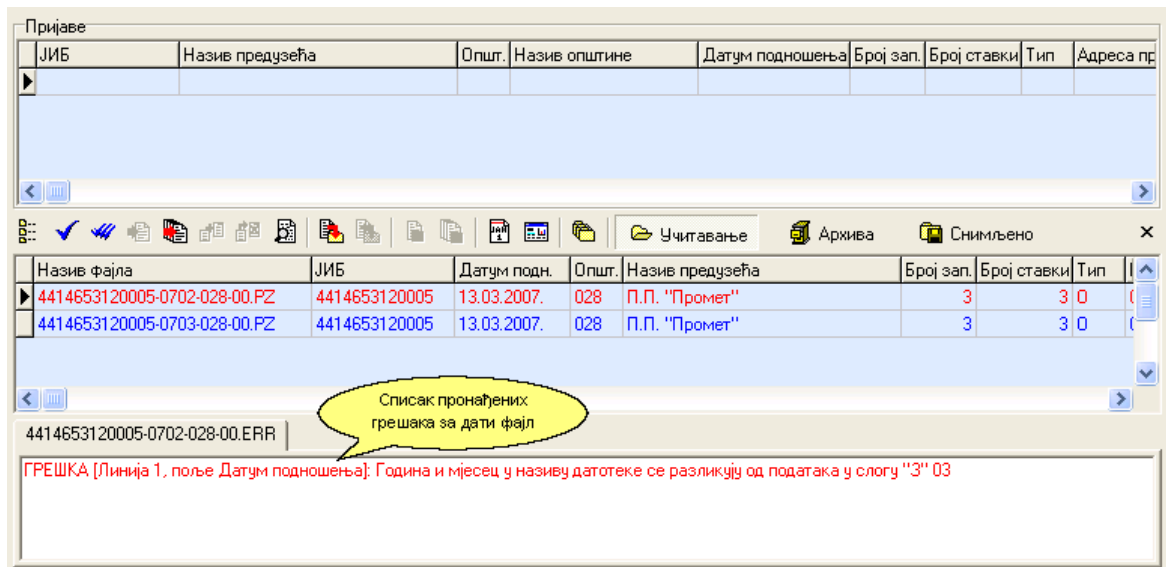 Пријаве
ЈИБ Назив предузећа Општ. Назив општине Датум подношења Број зап. Број ставки Тип Адреса пр
Учитавање Архива Снимљено
Назив фајла ЈИБ Датум подн. Општ. Назив предузећа Број зап. Број ставки Тип
4414653120005-0702-028-00.PZ 4414653120005 13.03.2007. 028 П.П. "Промет" 3 3 О
4414653120005-0703-028-00.PZ 4414653120005 13.03.2007. 028 П.П. "Промет" 3 3 О
Списак пронађених
грешака за дати фајл
4414653120005-0702-028-00.ERR
ГРЕШКА [Линија 1, поље Датум подношења]: Година и мјесец у називу датотеке се разликују од података у слогу "3" 03